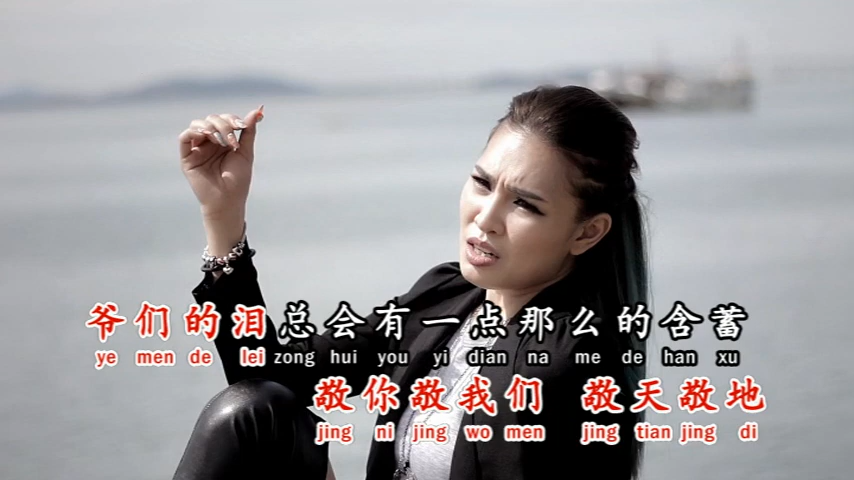 爷们的泪总会有一点那么的含蓄
ye men de lei zong hui you yi dian na me de han xu
敬你敬我们 敬天敬地
jing ni jing wo men jing tian jing di